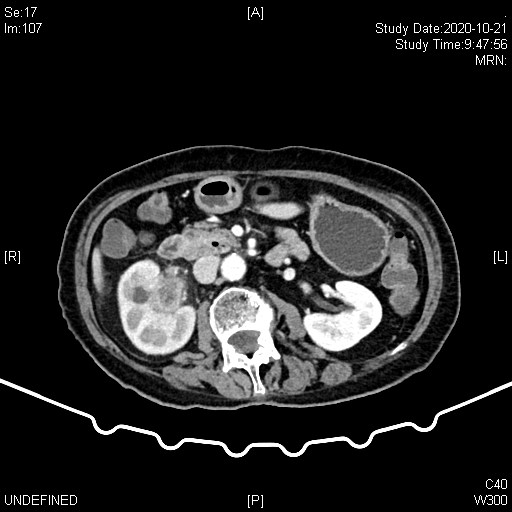 Se:17
Im:107
[A]
.
Study Date:2020-10-21
Study Time:9:47:56
MRN:
[R]
[L]
UNDEFINED
[P]
C40
W300